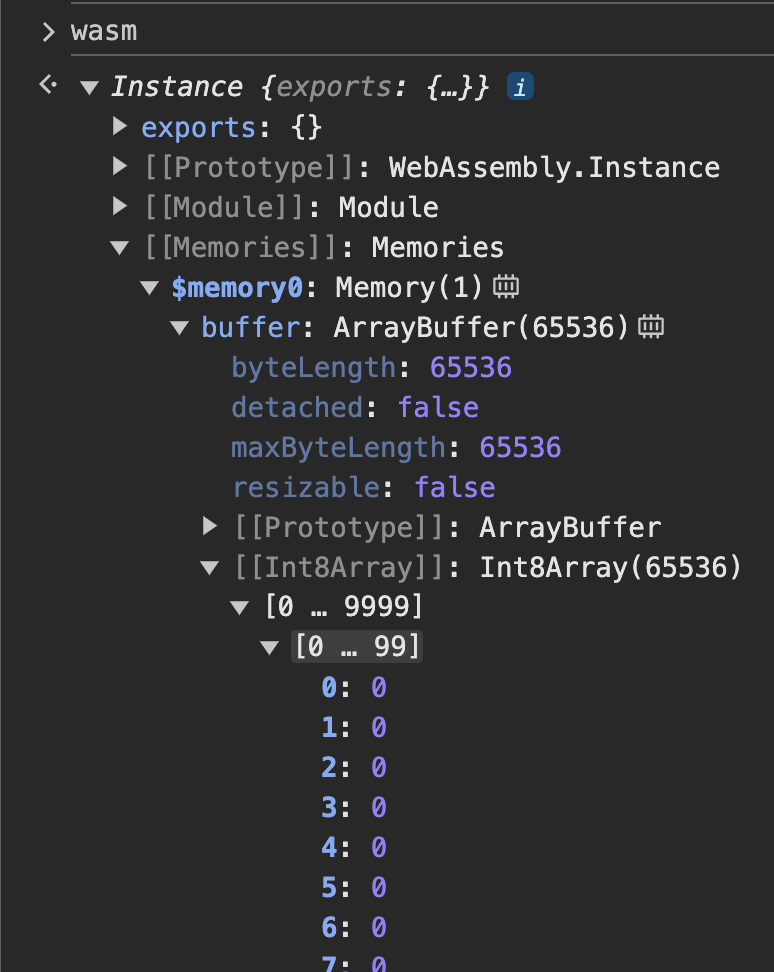 wasm
Instance {exports: {…}} i
exports: {}
[[Prototype]]: WebAssembly.Instance
[[Module]]: Module
[[Memories]]: Memories
$memory0: Memory(1)
buffer: ArrayBuffer(65536)
byteLength: 65536
detached: false
maxByteLength: 65536
resizable: false
[[Prototype]]: ArrayBuffer
[[Int8Array]]: Int8Array(65536)
[0 … 9999]
[0 … 99]
0: 0
1: 0
2: 0
3: 0
4: 0
5: 0
6: 0
7: 0